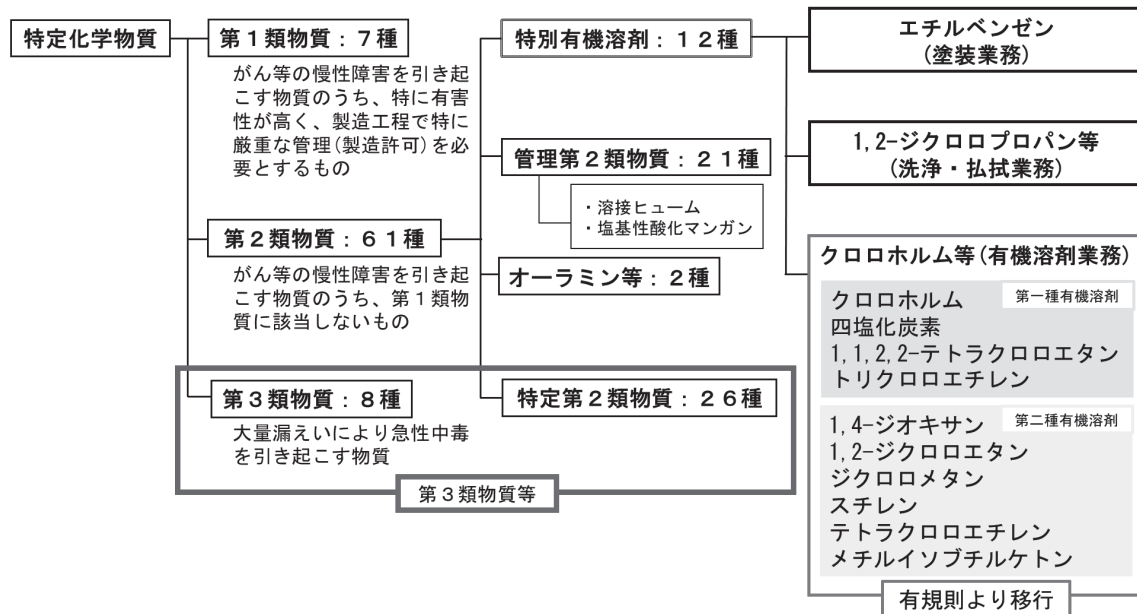 特定化学物質
第１類物質：７種
がん等の慢性障害を引き起
こす物質のうち、特に有害
性が高く、製造工程で特に
厳重な管理(製造許可)を必
要とするもの
第２類物質：６１種
がん等の慢性障害を引き起
こす物質のうち、第１類物
質に該当しないもの
第３類物質：８種
大量漏えいにより急性中毒
を引き起こす物質
第３類物質等
特別有機溶剤：１２種
管理第２類物質：２１種
・溶接ヒューム
・塩基性酸化マンガン
オーラミン等：２種
特定第２類物質：２６種
エチルベンゼン
(塗装業務)
1,2-ジクロロプロパン等
(洗浄・払拭業務)
クロロホルム等(有機溶剤業務)
クロロホルム 第一種有機溶剤
四塩化炭素
1,1,2,2-テトラクロロエタン
トリクロロエチレン
1,4-ジオキサン 第二種有機溶剤
1,2-ジクロロエタン
ジクロロメタン
スチレン
テトラクロロエチレン
メチルイソブチルケトン
有規則より移行